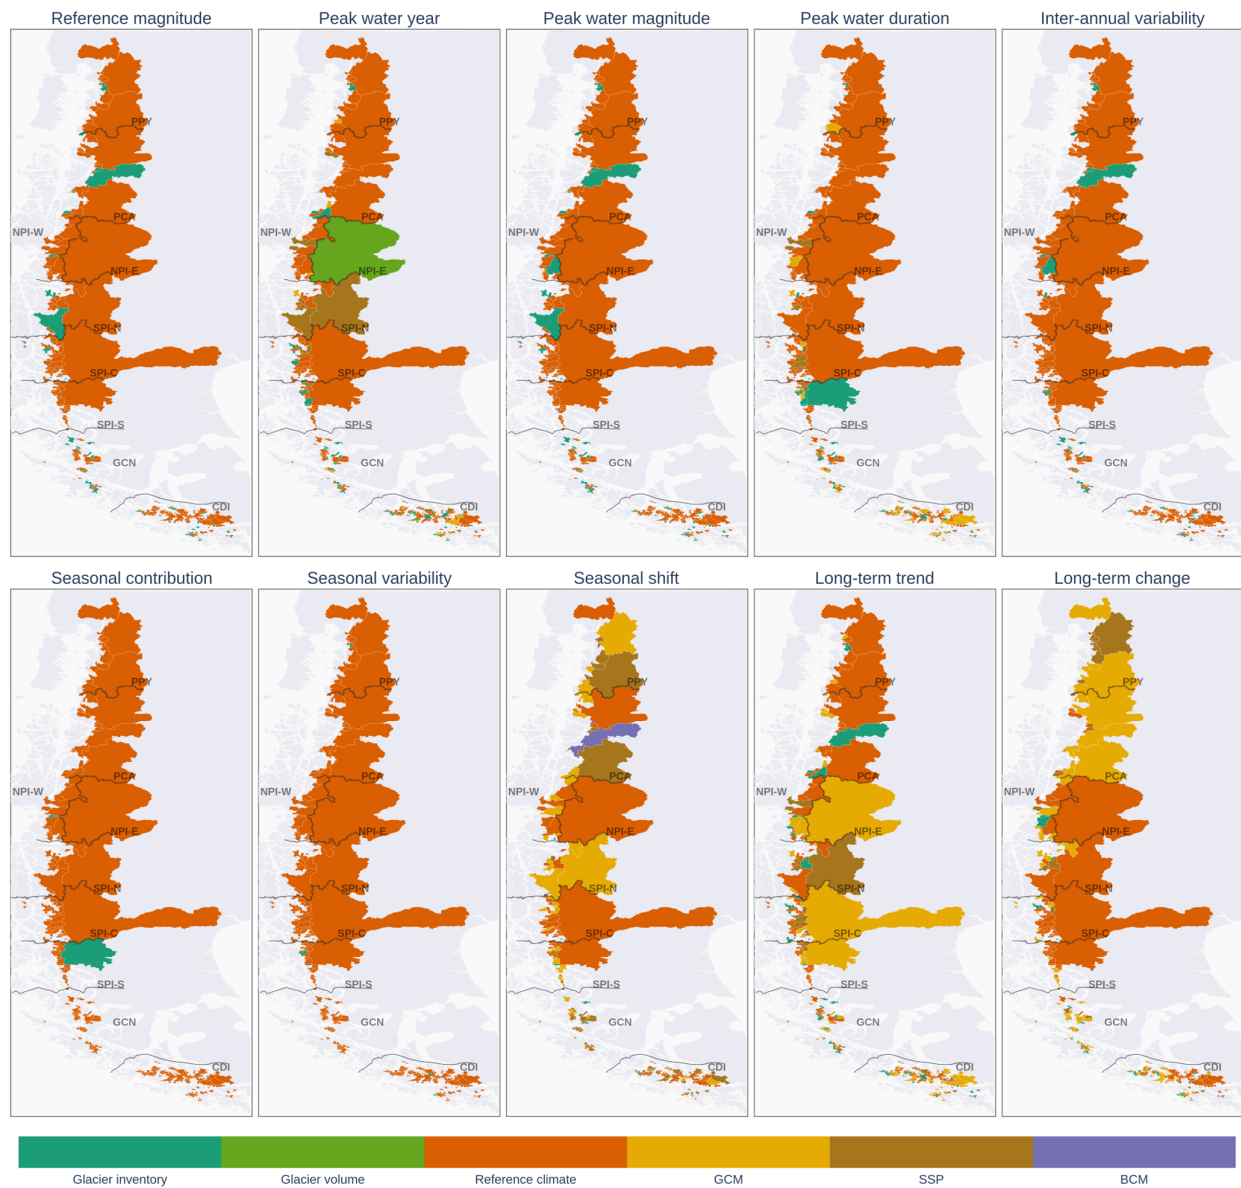 Reference magnitude
Peak water year
Peak water magnitude
Peak water duration
Inter-annual variability
PPY
PCA
NPI-W
NPI-E
SPI-N
SPI-C
SPI-S
GCN
CDI
PPY
PCA
NPI-W
NPI-E
SPI-N
SPI-C
SPI-S
GCN
CDI
PPY
PCA
NPI-W
NPI-E
SPI-N
SPI-C
SPI-S
GCN
CDI
PPY
PCA
NPI-W
NPI-E
SPI-N
SPI-C
SPI-S
GCN
CDI
PPY
PCA
NPI-W
NPI-E
SPI-N
SPI-C
SPI-S
GCN
CDI
Seasonal contribution
Seasonal variability
Seasonal shift
Long-term trend
Long-term change
PPY
PCA
NPI-W
NPI-E
SPI-N
SPI-C
SPI-S
GCN
CDI
PPY
PCA
NPI-W
NPI-E
SPI-N
SPI-C
SPI-S
GCN
CDI
PPY
PCA
NPI-W
NPI-E
SPI-N
SPI-C
SPI-S
GCN
CDI
PPY
PCA
NPI-W
NPI-E
SPI-N
SPI-C
SPI-S
GCN
CDI
PPY
PCA
NPI-W
NPI-E
SPI-N
SPI-C
SPI-S
GCN
CDI
Glacier inventory
Glacier volume
Reference climate
GCM
SSP
BCM